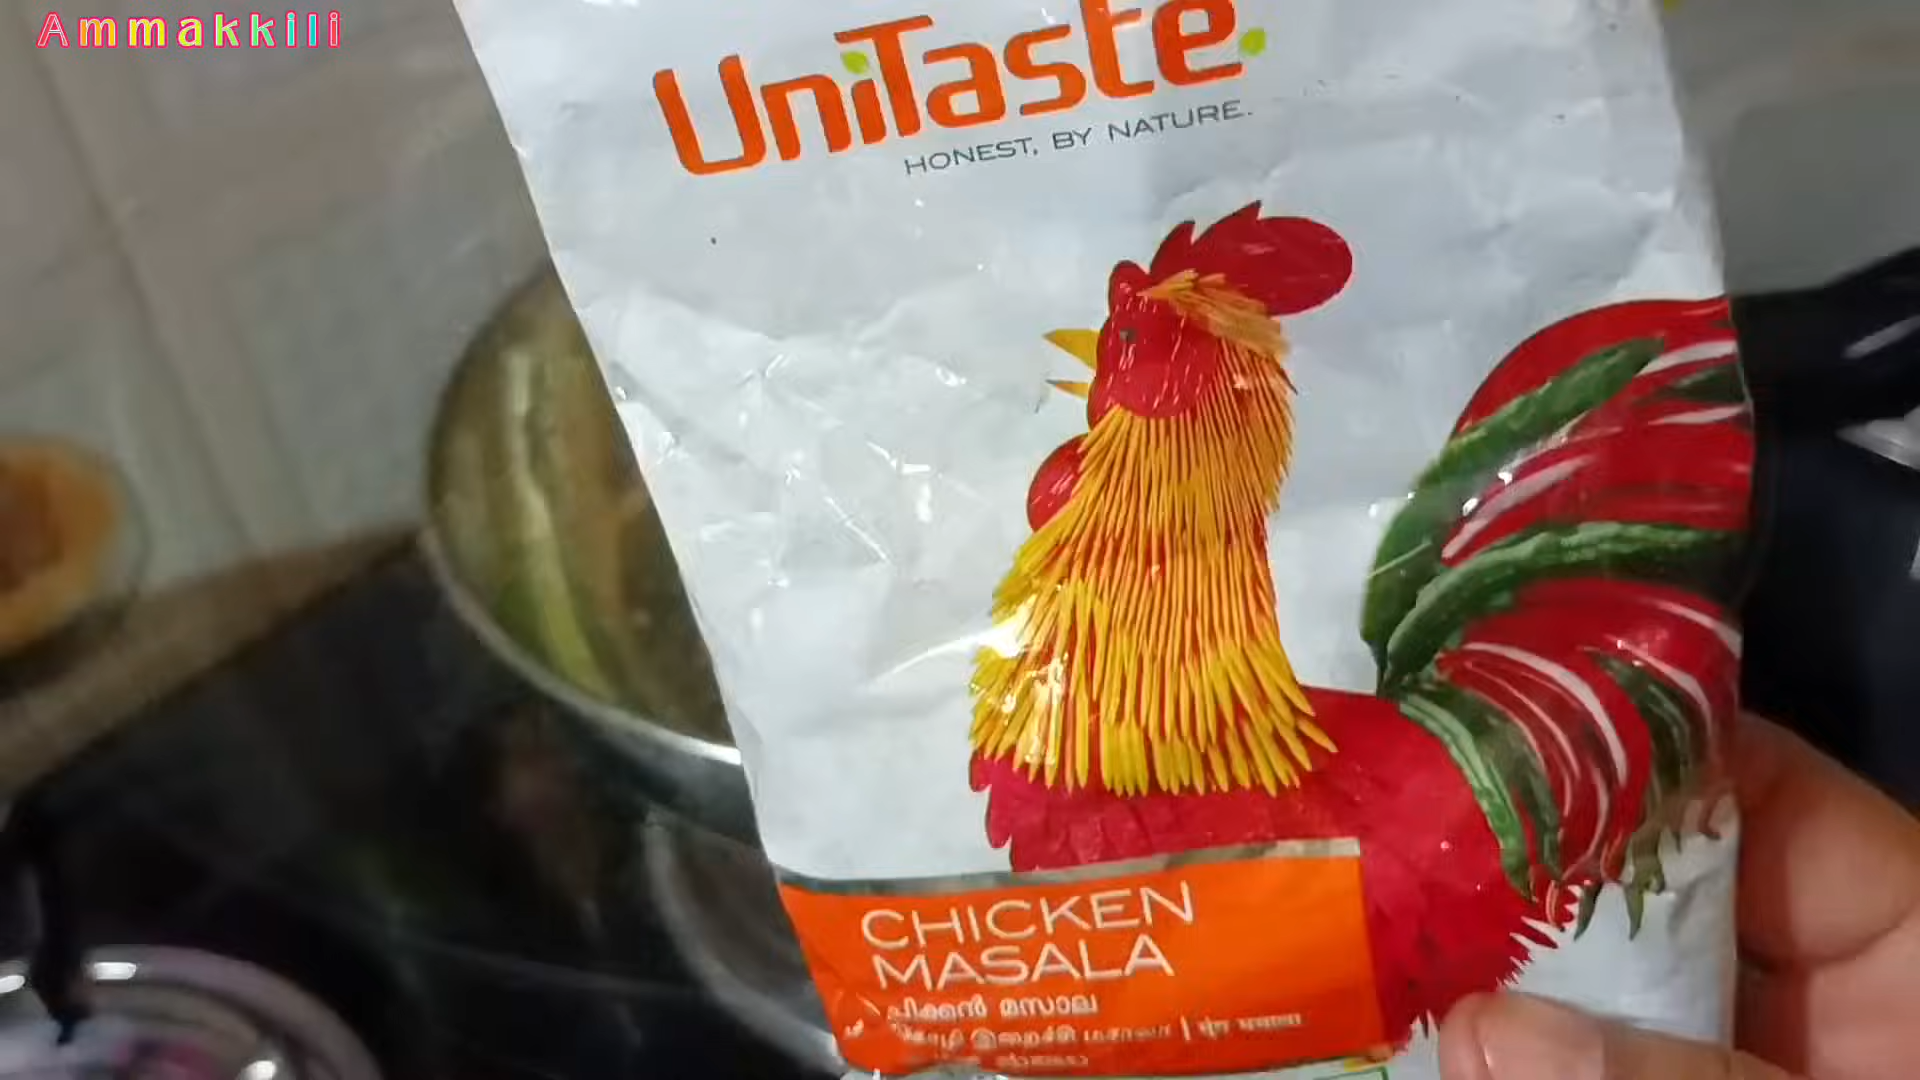 Ammakkili
UniTaste
HONEST, BY NATURE.
CHICKEN
MASALA
ചിക്കൻ മസാല